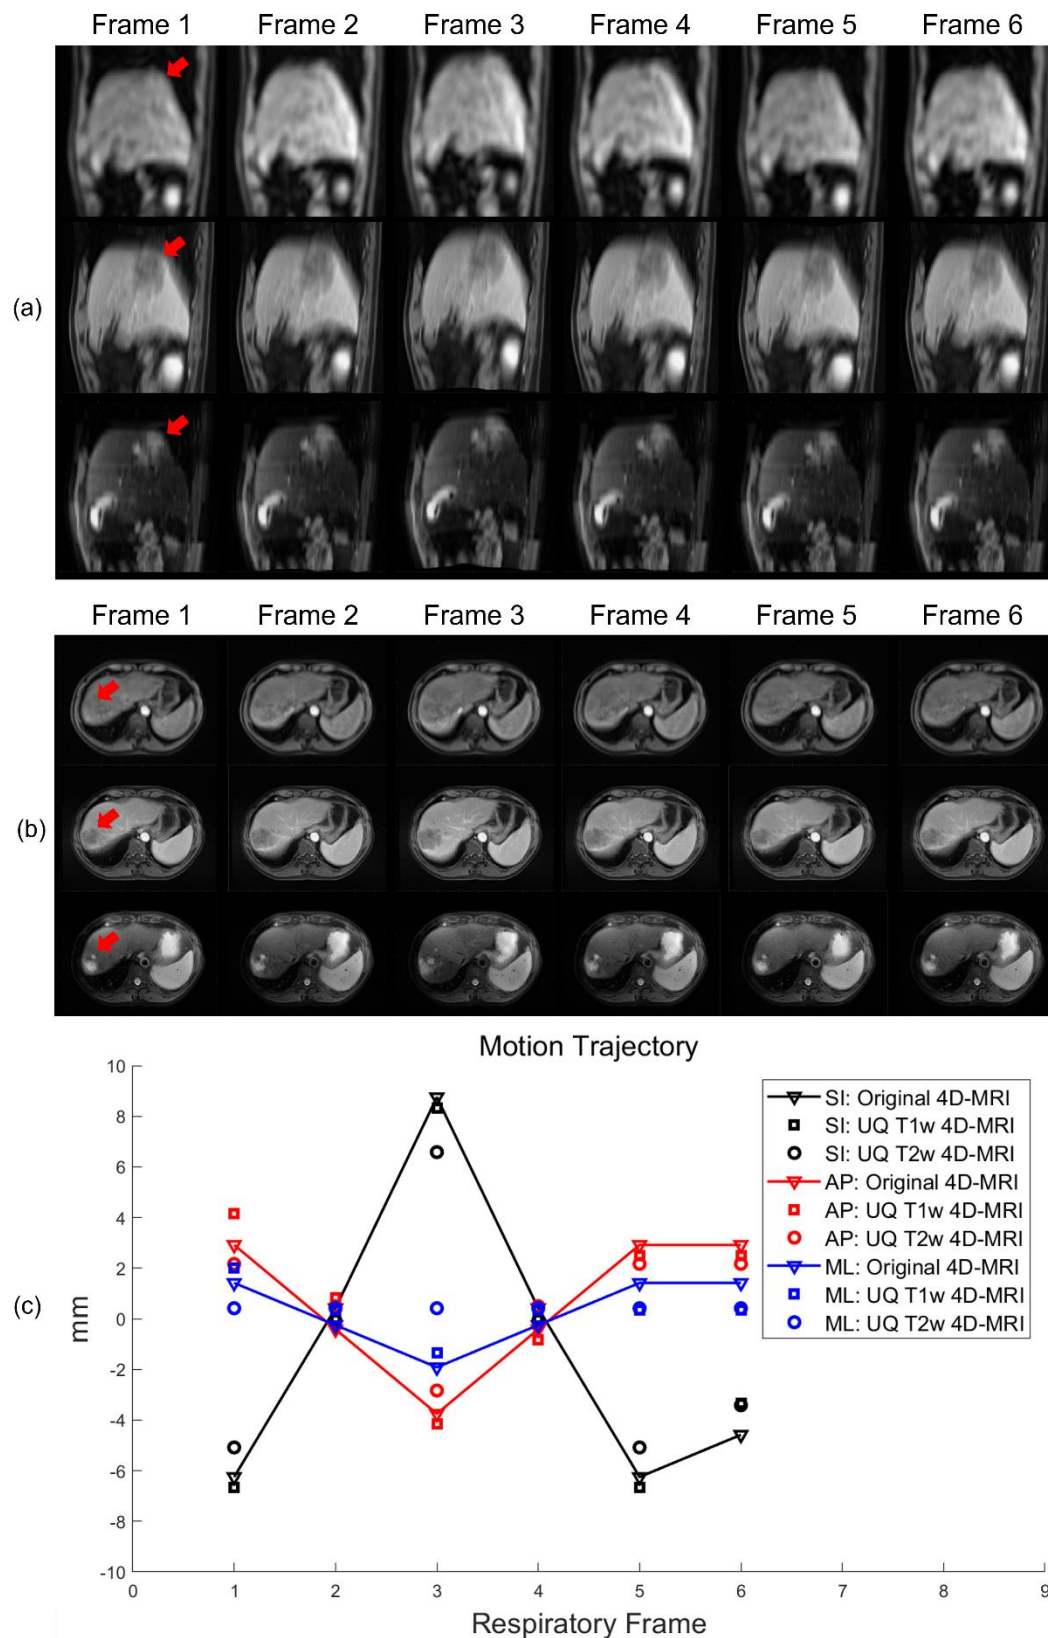 Frame 1 Frame 2 Frame 3 Frame 4 Frame 5 Frame 6
(a)
Frame 1 Frame 2 Frame 3 Frame 4 Frame 5 Frame 6
(b)
Motion Trajectory
10
8
6
4
2
0
-2
-4
-6
-8
-10
mm
(c)
SI: Original 4D-MRI
SI: UQ T1w 4D-MRI
SI: UQ T2w 4D-MRI
AP: Original 4D-MRI
AP: UQ T1w 4D-MRI
AP: UQ T2w 4D-MRI
ML: Original 4D-MRI
ML: UQ T1w 4D-MRI
ML: UQ T2w 4D-MRI
0 1 2 3 4 5 6 7 8 9
Respiratory Frame